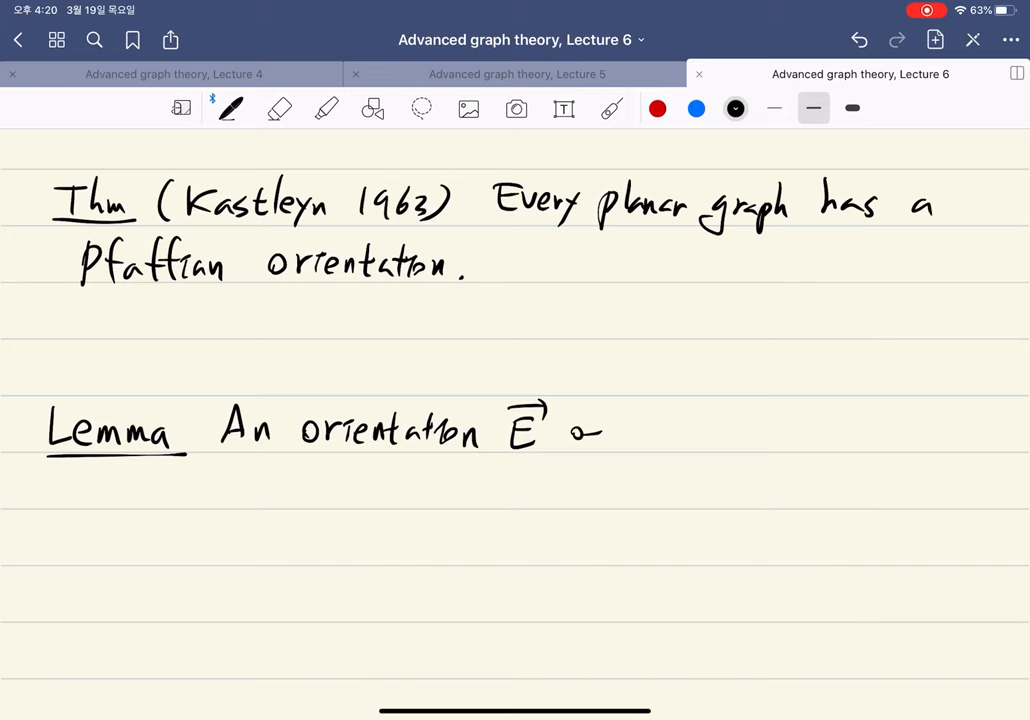 오후 4:20 3월 19일 목요일
63%
Advanced graph theory, Lecture 6
Advanced graph theory, Lecture 4
Advanced graph theory, Lecture 5
Advanced graph theory, Lecture 6
Thm (Kastleyn 1963) Every planar graph has a
Pfaffian orientation.
Lemma An orientation E⃗ o